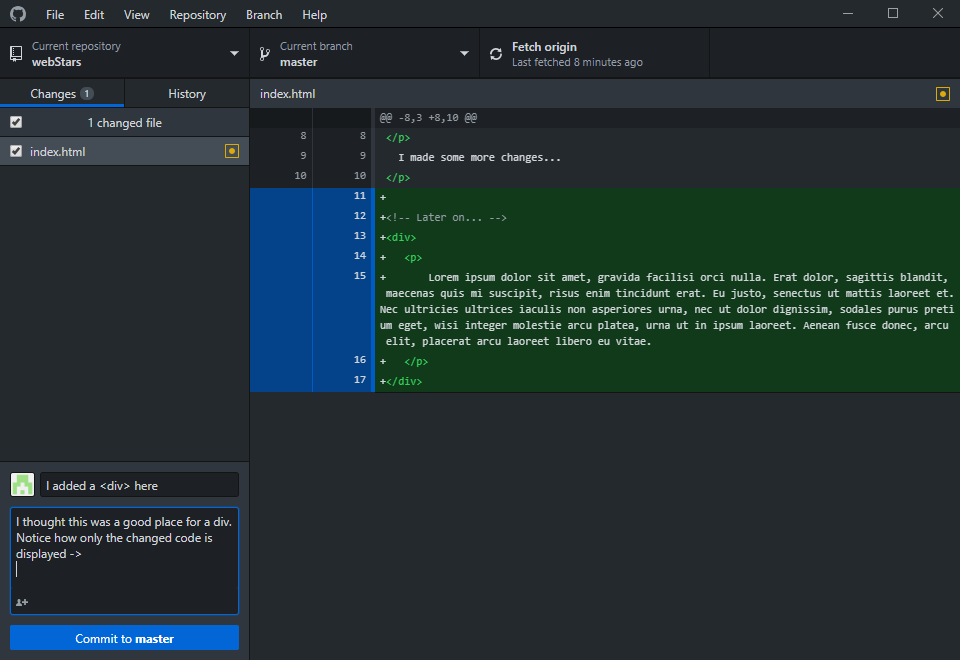 File Edit View Repository Branch Help
Current repository
webStars
Current branch
master
Fetch origin
Last fetched 8 minutes ago
Changes 1
History
index.html
1 changed file
index.html
@@ -8,3 +8,10 @@
8 8 </p>
9 9 I made some more changes...
10 10 </p>
11 +
12 +<!-- Later on... -->
13 +<div>
14 + <p>
15 + Lorem ipsum dolor sit amet, gravida facilisi orci nulla. Erat dolor, sagittis blandit,
maecenas quis mi suscipit, risus enim tincidunt erat. Eu justo, senectus ut mattis laoreet et.
Nec ultricies ultrices iaculis non asperiores urna, nec ut dolor dignissim, sodales purus preti
um eget, wisi integer molestie arcu platea, urna ut in ipsum laoreet. Aenean fusce donec, arcu
elit, placerat arcu laoreet libero eu vitae.
16 + </p>
17 +</div>
I added a <div> here
I thought this was a good place for a div.
Notice how only the changed code is
displayed ->
Commit to master